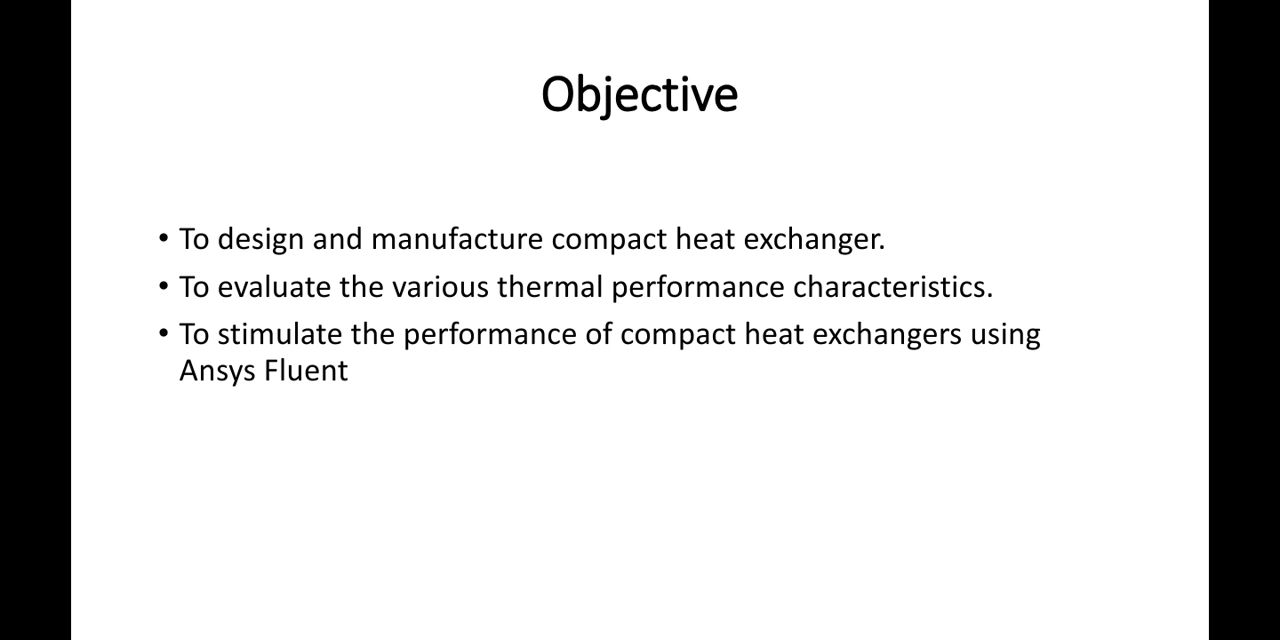 Objective
• To design and manufacture compact heat exchanger.
• To evaluate the various thermal performance characteristics.
• To stimulate the performance of compact heat exchangers using
Ansys Fluent